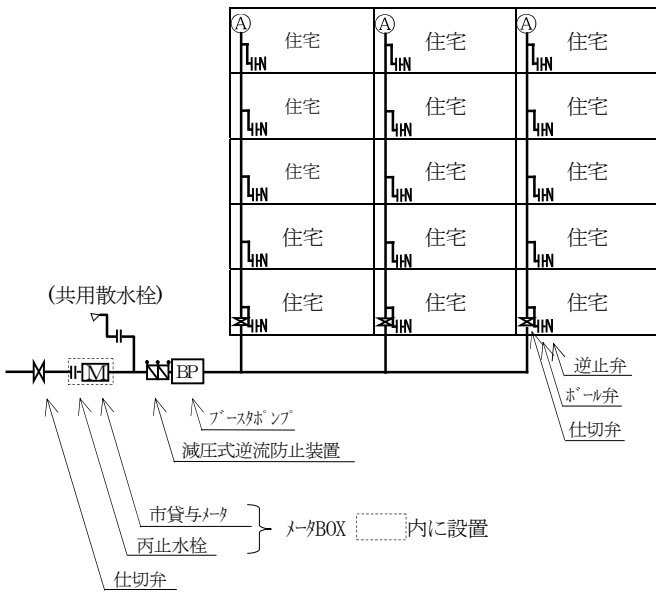 Ⓐ Ⓐ Ⓐ
住宅 住宅 住宅
住宅 住宅 住宅
住宅 住宅 住宅
住宅 住宅 住宅
住宅 住宅 住宅
(共用散水栓)
M BP
逆止弁
ボール弁
仕切弁
ブースタポンプ
減圧式逆流防止装置
市貸与メータ
丙止水栓
メータBOX 内に設置
仕切弁